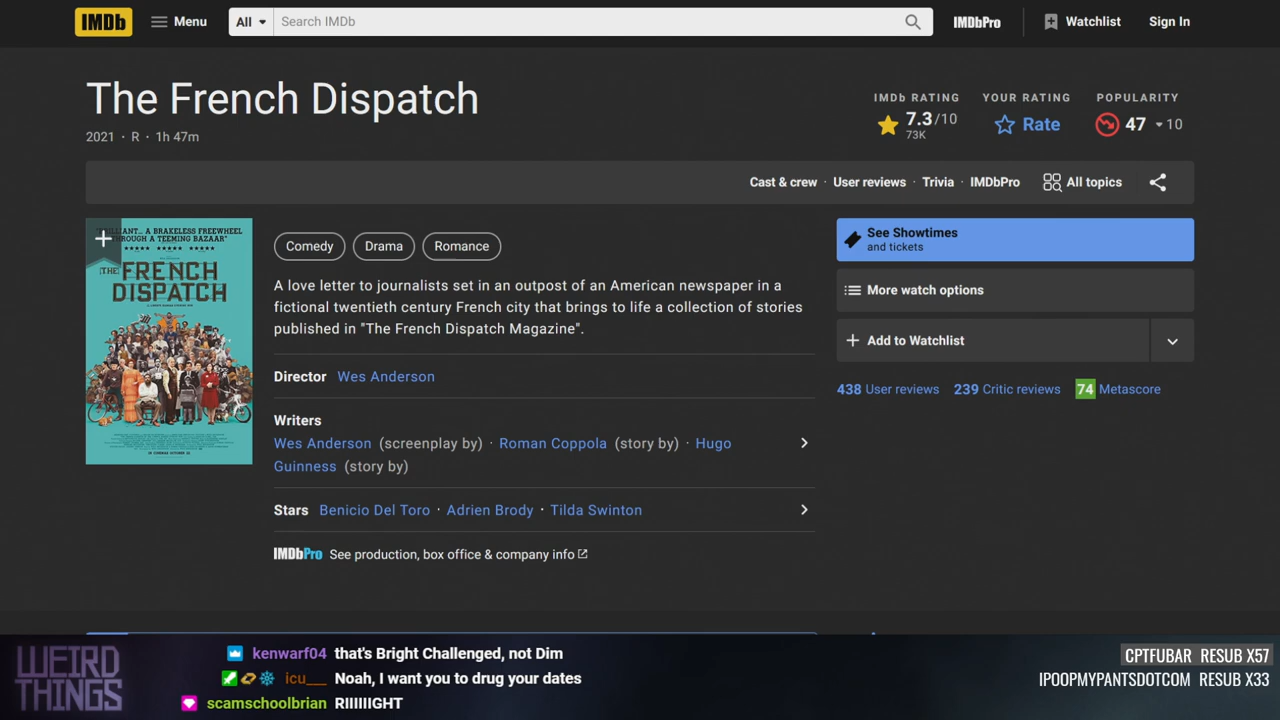 IMDb
Menu
All
Search IMDb
IMDbPro
Watchlist
Sign In
The French Dispatch
2021 · R · 1h 47m
IMDb RATING
7.3/10
73K
YOUR RATING
Rate
POPULARITY
47
10
Cast & crew · User reviews · Trivia · IMDbPro
All topics
THROUGH A TEEMING BAZAAR"
THE FRENCH
DISPATCH
Comedy
Drama
Romance
A love letter to journalists set in an outpost of an American newspaper in a
fictional twentieth century French city that brings to life a collection of stories
published in "The French Dispatch Magazine".
Director Wes Anderson
Writers
Wes Anderson (screenplay by) · Roman Coppola (story by) · Hugo
Guinness (story by)
Stars Benicio Del Toro · Adrien Brody · Tilda Swinton
IMDbPro See production, box office & company info
See Showtimes
and tickets
More watch options
Add to Watchlist
438 User reviews
239 Critic reviews
74 Metascore
WEIRD
THINGS
kenwarf04 that's Bright Challenged, not Dim
icu___ Noah, I want you to drug your dates
scamschoolbrian RIIIIIIGHT
CPTFUBAR RESUB X57
IPOOPMYPANTSDOTCOM RESUB X33